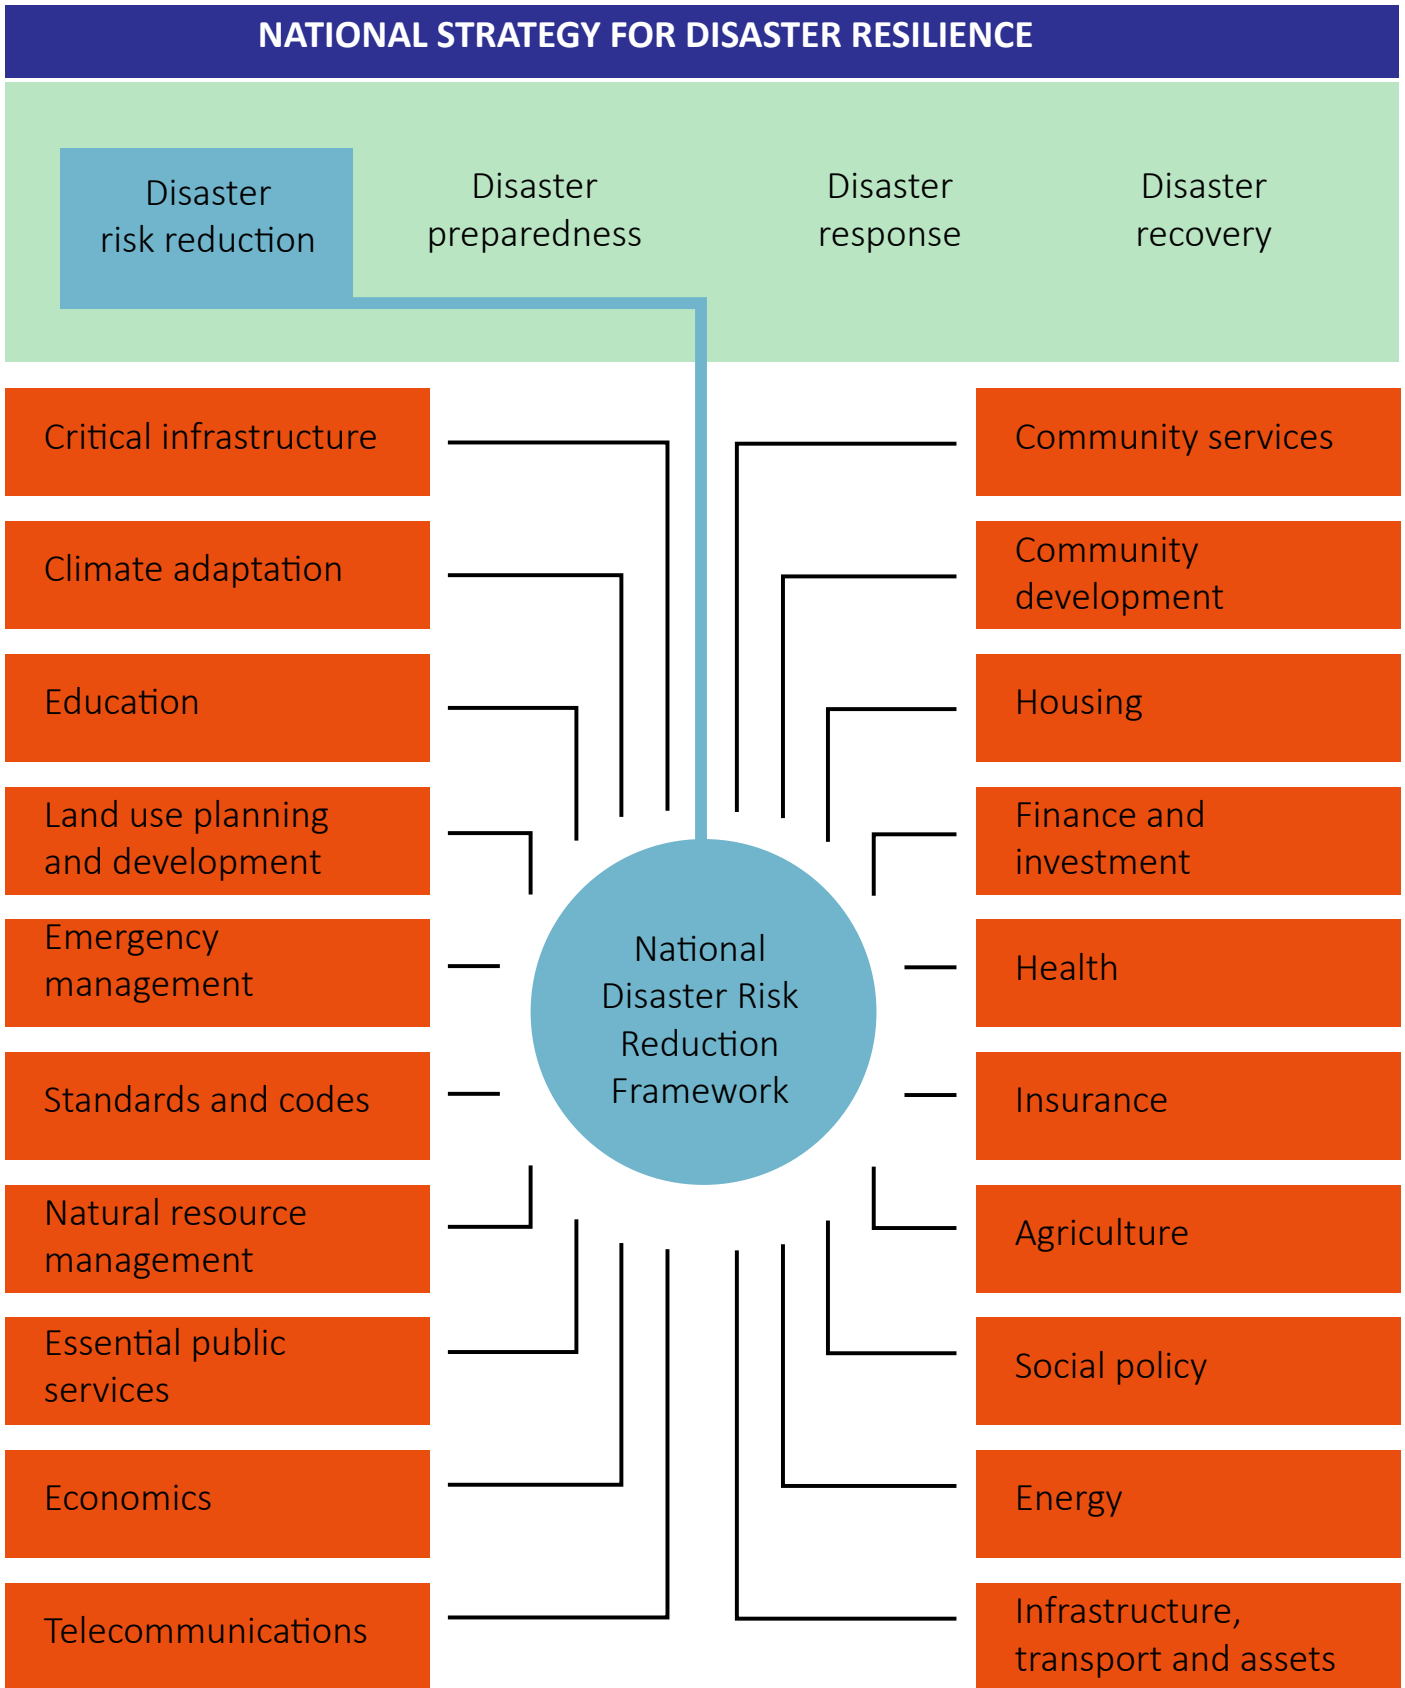 NATIONAL STRATEGY FOR DISASTER RESILIENCE
Disaster
risk reduction
Disaster
preparedness
Disaster
response
Disaster
recovery
Critical infrastructure
Climate adaptation
Education
Land use planning
and development
Emergency
management
Standards and codes
Natural resource
management
Essential public
services
Economics
Telecommunications
National
Disaster Risk
Reduction
Framework
Community services
Community
development
Housing
Finance and
investment
Health
Insurance
Agriculture
Social policy
Energy
Infrastructure,
transport and assets